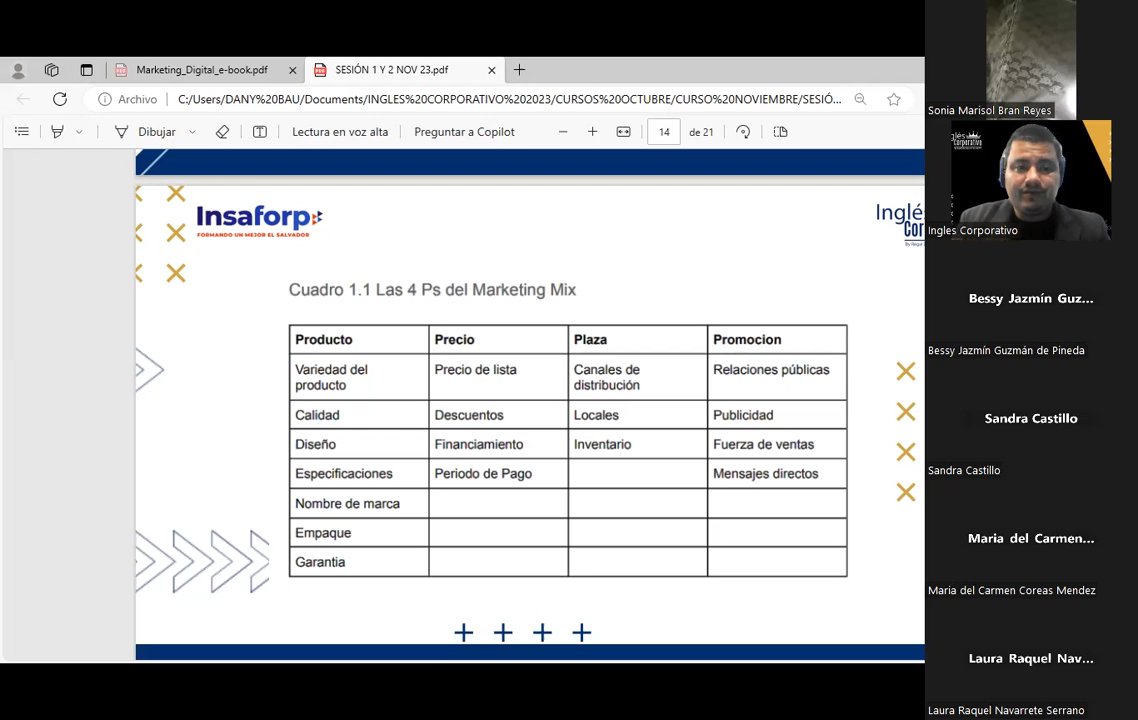 Marketing_Digital_e-book.pdf
SESIÓN 1 Y 2 NOV 23.pdf
Archivo
C:/Users/DANY%20BAU/Documents/INGLES%20CORPORATIVO%202023/CURSOS%20OCTUBRE/CURSO%20NOVIEMBRE/SESIÓ...
Dibujar
Lectura en voz alta
Preguntar a Copilot
14
de 21
Insaforp
FORMANDO UN MEJOR EL SALVADOR
Inglés
Cor
Cuadro 1.1 Las 4 Ps del Marketing Mix
Producto Precio Plaza Promocion
Variedad del producto Precio de lista Canales de distribución Relaciones públicas
Calidad Descuentos Locales Publicidad
Diseño Financiamiento Inventario Fuerza de ventas
Especificaciones Periodo de Pago Mensajes directos
Nombre de marca
Empaque
Garantia
Sonia Marisol Bran Reyes
Ingles Corporativo
Bessy Jazmín Guz...
Bessy Jazmín Guzmán de Pineda
Sandra Castillo
Sandra Castillo
Maria del Carmen...
Maria del Carmen Coreas Mendez
Laura Raquel Nav...
Laura Raquel Navarrete Serrano